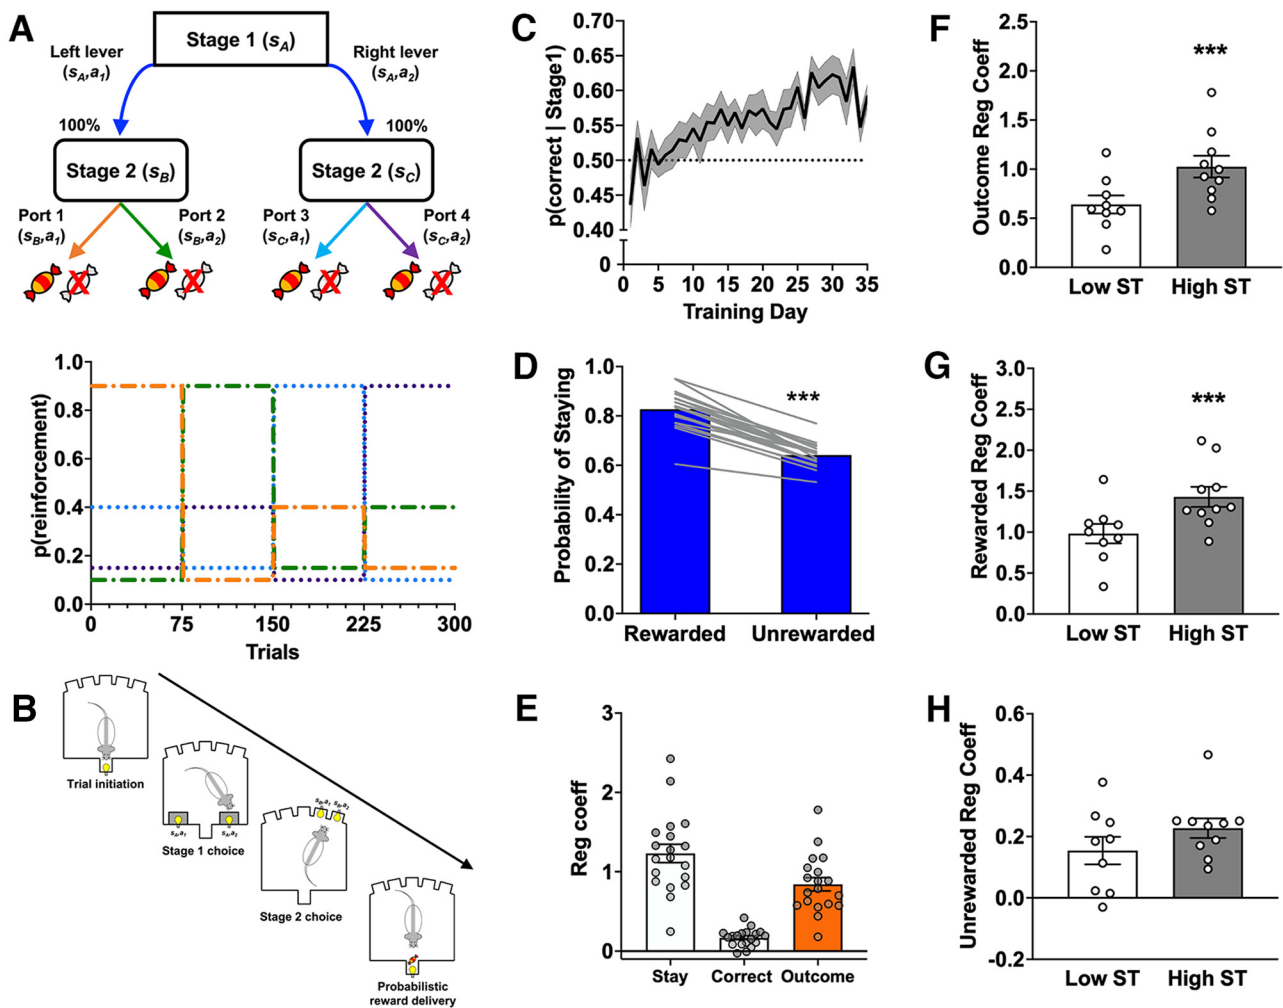 A
Stage 1 (sA)
Left lever
(sA,a1)
Right lever
(sA,a2)
100%
100%
Stage 2 (sB)
Stage 2 (sC)
Port 1
(sB,a1)
Port 2
(sB,a2)
Port 3
(sC,a1)
Port 4
(sC,a2)
X
X
X
X
p(reinforcement)
1.0
0.8
0.6
0.4
0.2
0.0
0
75
150
225
300
Trials
B
Trial initiation
sA,a1
sA,a2
Stage 1 choice
sB,a1
sB,a2
Stage 2 choice
Probabilistic
reward delivery
C
p(correct | Stage1)
0.70
0.65
0.60
0.55
0.50
0.45
0.40
0
0
5
10
15
20
25
30
35
Training Day
D
Probability of Staying
1.0
0.8
0.6
0.4
0.2
0.0
***
Rewarded
Unrewarded
E
Reg coeff
3
2
1
0
Stay
Correct
Outcome
F
Outcome Reg Coeff
2.5
2.0
1.5
1.0
0.5
0.0
***
Low ST
High ST
G
Rewarded Reg Coeff
3.0
2.5
2.0
1.5
1.0
0.5
0.0
***
Low ST
High ST
H
Unrewarded Reg Coeff
0.6
0.4
0.2
0.0
-0.2
Low ST
High ST